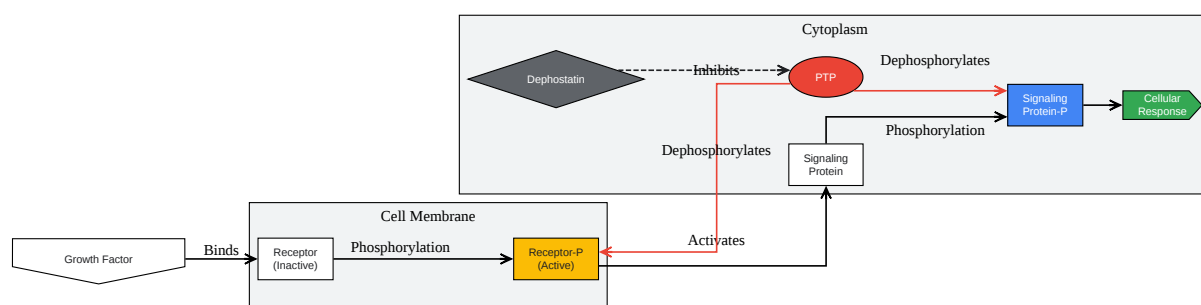 Cytoplasm
Dephostatin
Inhibits
PTP
Dephosphorylates
Signaling
Protein-P
Cellular
Response
Phosphorylation
Dephosphorylates
Signaling
Protein
Cell Membrane
Growth Factor
Binds
Receptor
(Inactive)
Phosphorylation
Receptor-P
(Active)
Activates